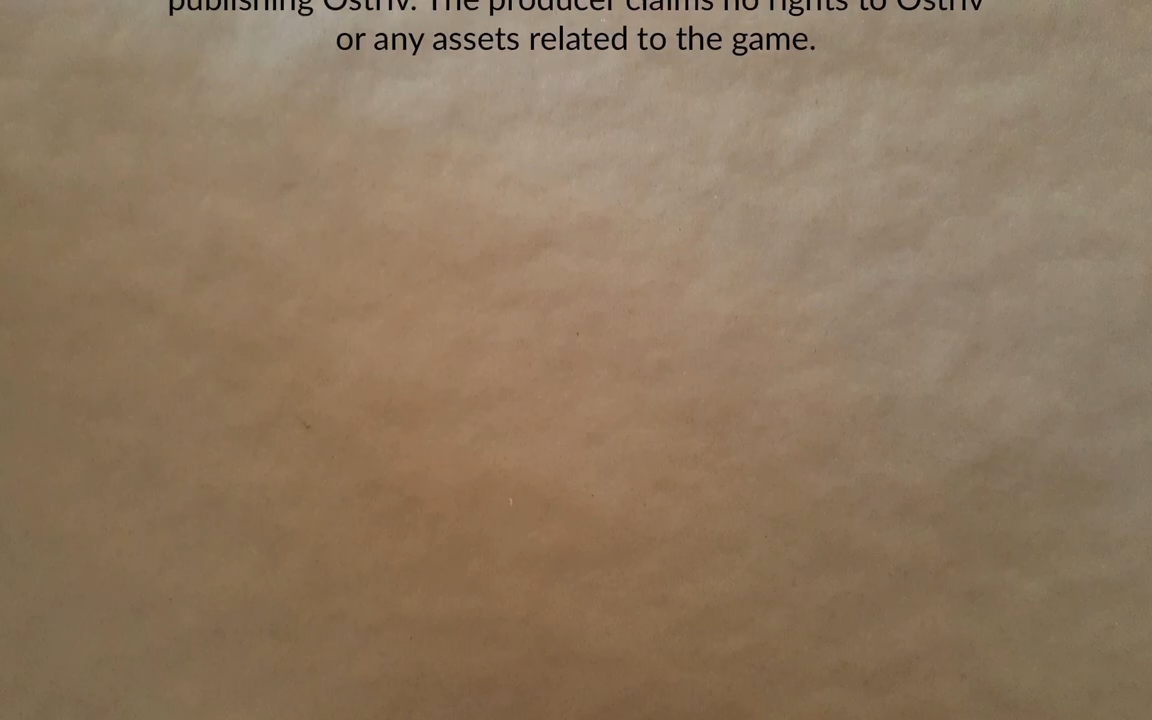 publishing Ostriv. The producer claims no rights to Ostriv
or any assets related to the game.